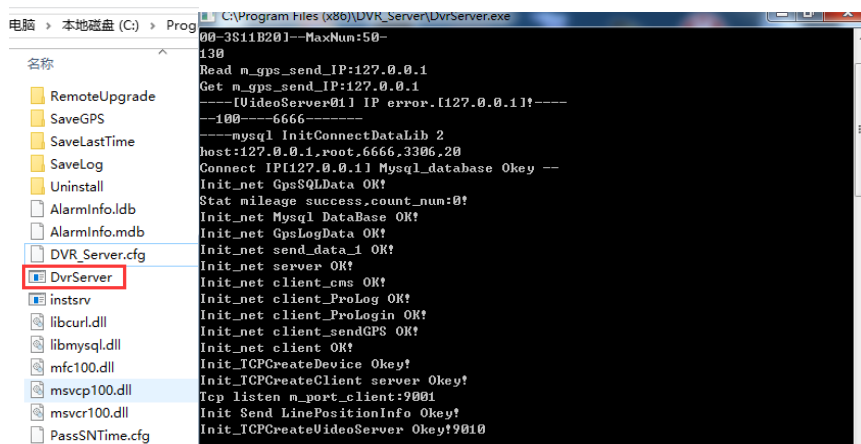 电脑 › 本地磁盘 (C:) › Prog
名称
RemoteUpgrade
SaveGPS
SaveLastTime
SaveLog
Uninstall
AlarmInfo.ldb
AlarmInfo.mdb
DVR_Server.cfg
DvrServer
instsrv
libcurl.dll
libmysql.dll
mfc100.dll
msvcp100.dll
msvcr100.dll
PassSNTime.cfg
C:\Program Files (x86)\DVR_Server\DvrServer.exe
00-3S11B20]--MaxNum:50-
130
Read m_gps_send_IP:127.0.0.1
Get m_gps_send_IP:127.0.0.1
----[VideoServer01] IP error.[127.0.0.1]!----
--100----6666-------
----mysql InitConnectDataLib 2
host:127.0.0.1,root,6666,3306,20
Connect IP[127.0.0.1] Mysql_database Okey --
Init_net GpsSQLData OK!
Stat mileage success,count_num:0!
Init_net Mysql DataBase OK!
Init_net GpsLogData OK!
Init_net send_data_1 OK!
Init_net server OK!
Init_net client_cms OK!
Init_net client_ProLog OK!
Init_net client_ProLogin OK!
Init_net client_sendGPS OK!
Init_net client OK!
Init_TCPCreateDevice Okey!
Init_TCPCreateClient server Okey!
Tcp listen m_port_client:9001
Init Send LinePositionInfo Okey!
Init_TCPCreateVideoServer Okey!9010